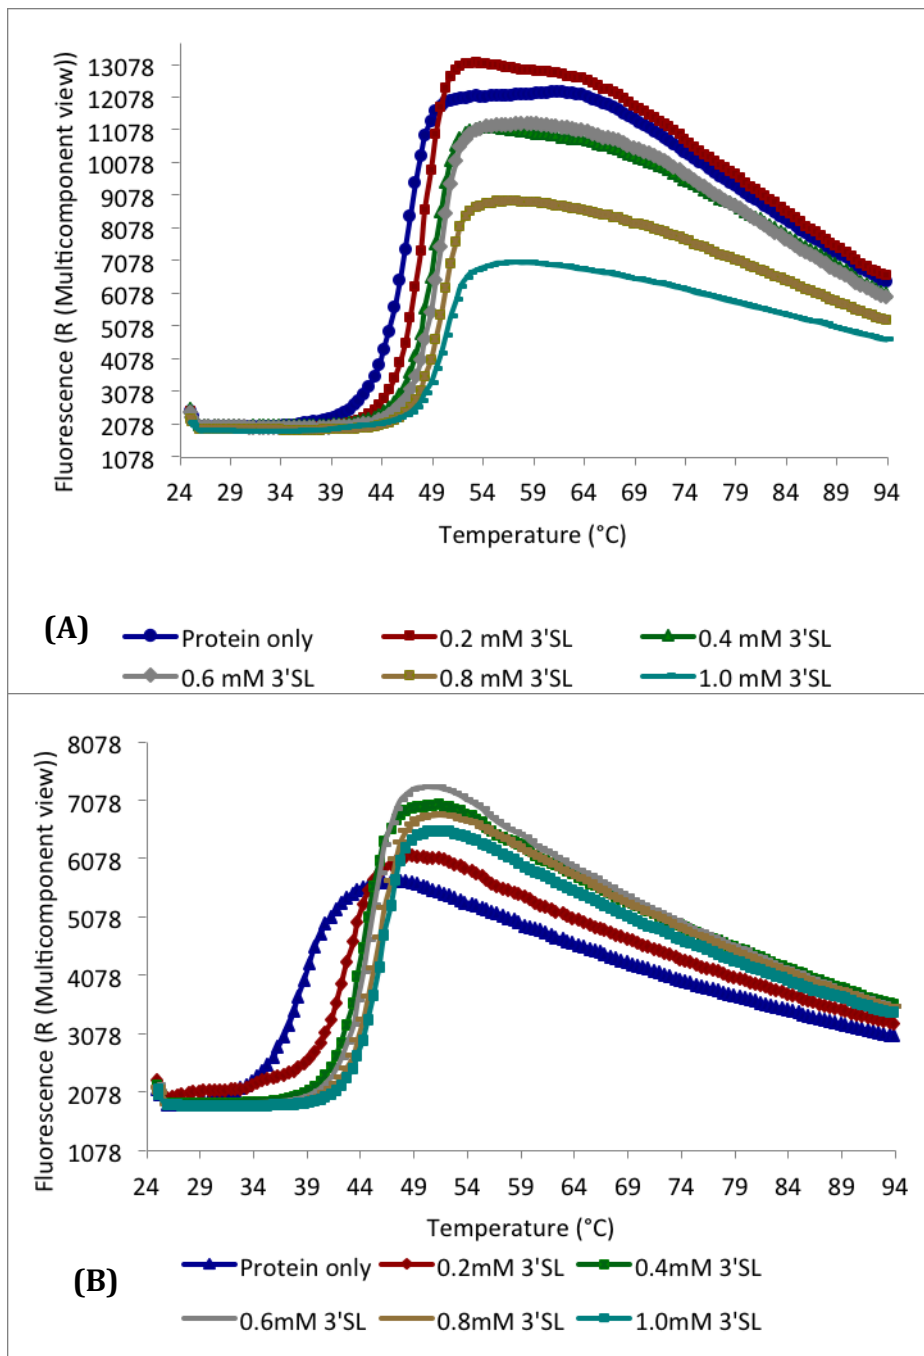 Fluorescence (R (Multicomponent view))
13078
12078
11078
10078
9078
8078
7078
6078
5078
4078
3078
2078
1078
24 29 34 39 44 49 54 59 64 69 74 79 84 89 94
Temperature (°C)
(A)
Protein only 0.2 mM 3'SL 0.4 mM 3'SL
0.6 mM 3'SL 0.8 mM 3'SL 1.0 mM 3'SL
Fluorescence (R (Multicomponent view))
8078
7078
6078
5078
4078
3078
2078
1078
24 29 34 39 44 49 54 59 64 69 74 79 84 89 94
Temperature (°C)
(B)
Protein only 0.2mM 3'SL 0.4mM 3'SL
0.6mM 3'SL 0.8mM 3'SL 1.0mM 3'SL